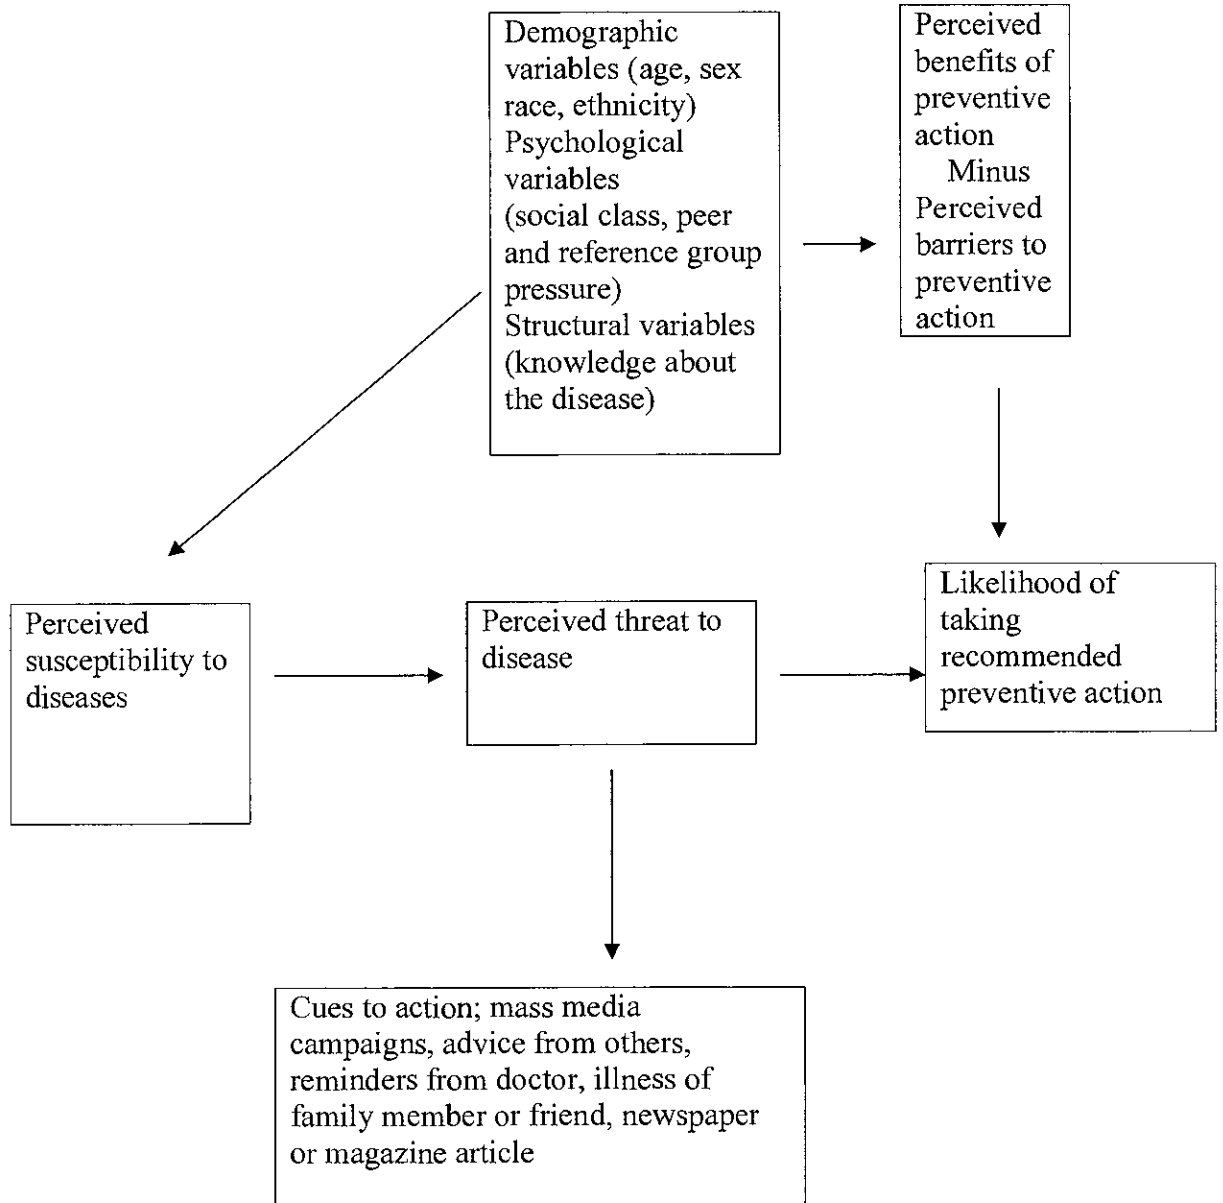 Demographic
variables (age, sex
race, ethnicity)
Psychological
variables
(social class, peer
and reference group
pressure)
Structural variables
(knowledge about
the disease)
Perceived
benefits of
preventive
action
Minus
Perceived
barriers to
preventive
action
Perceived
susceptibility to
diseases
Perceived threat to
disease
Likelihood of
taking
recommended
preventive action
Cues to action; mass media
campaigns, advice from others,
reminders from doctor, illness of
family member or friend, newspaper
or magazine article